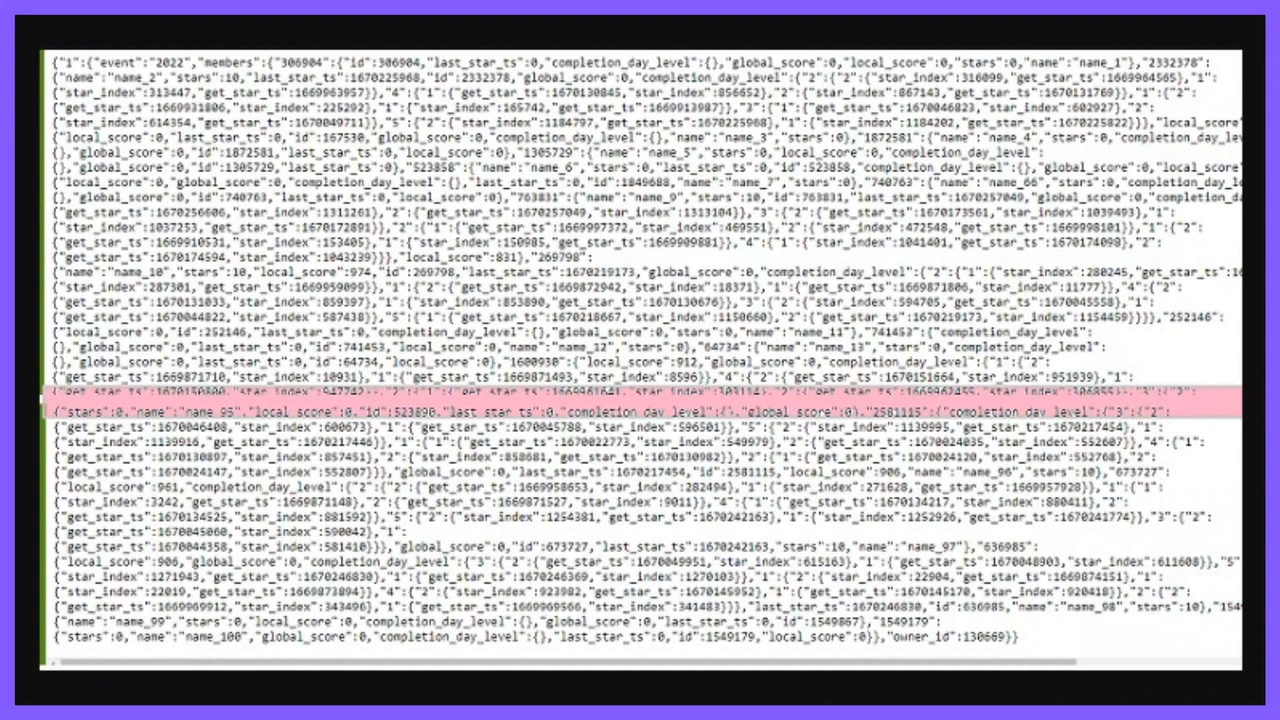 {"1":{"event":"2022","members":{"306904":{"id":306904,"last_star_ts":0,"completion_day_level":{},"global_score":0,"local_score":0,"stars":0,"name":"name_1"},"2332378":
{"name":"name_2","stars":10,"last_star_ts":1670225968,"id":2332378,"global_score":0,"completion_day_level":{"2":{"2":{"star_index":316099,"get_star_ts":1669964565},"1":
{"star_index":313447,"get_star_ts":1669963957}},"4":{"1":{"get_star_ts":1670130845,"star_index":856652},"2":{"star_index":867143,"get_star_ts":1670131769}},"1":{"2":
{"get_star_ts":1669931806,"star_index":225292},"1":{"star_index":165742,"get_star_ts":1669913987}},"3":{"1":{"get_star_ts":1670046823,"star_index":602927},"2":
{"star_index":614354,"get_star_ts":1670049711}},"5":{"2":{"star_index":1184797,"get_star_ts":1670225968},"1":{"star_index":1184202,"get_star_ts":1670225822}}},"local_score"
{"local_score":0,"last_star_ts":0,"id":167530,"global_score":0,"completion_day_level":{},"name":"name_3","stars":0},"1872581":{"name":"name_4","stars":0,"completion_day_lev
{},"global_score":0,"id":1872581,"last_star_ts":0,"local_score":0},"1305729":{"name":"name_5","stars":0,"local_score":0,"completion_day_level":
{},"global_score":0,"id":1305729,"last_star_ts":0},"523858":{"name":"name_6","stars":0,"last_star_ts":0,"id":523858,"completion_day_level":{},"global_score":0,"local_score"
{"local_score":0,"global_score":0,"completion_day_level":{},"last_star_ts":0,"id":1849688,"name":"name_7","stars":0},"740763":{"name":"name_66","stars":0,"completion_day_le
{},"global_score":0,"id":740763,"last_star_ts":0,"local_score":0},"763831":{"name":"name_9","stars":10,"id":763831,"last_star_ts":1670257049,"global_score":0,"completion_da
{"get_star_ts":1670256606,"star_index":1311261},"2":{"get_star_ts":1670257049,"star_index":1313104}},"3":{"2":{"get_star_ts":1670173561,"star_index":1039493},"1":
{"star_index":1037253,"get_star_ts":1670172891}},"2":{"1":{"get_star_ts":1669997372,"star_index":469551},"2":{"star_index":472548,"get_star_ts":1669998101}},"1":{"2":
{"get_star_ts":1669910531,"star_index":153405},"1":{"star_index":150985,"get_star_ts":1669909881}},"4":{"1":{"star_index":1041401,"get_star_ts":1670174098},"2":
{"get_star_ts":1670174594,"star_index":1043239}}},"local_score":831},"269798":
{"name":"name_10","stars":10,"local_score":974,"id":269798,"last_star_ts":1670219173,"global_score":0,"completion_day_level":{"2":{"1":{"star_index":280245,"get_star_ts":16
{"star_index":287301,"get_star_ts":1669959099}},"1":{"2":{"get_star_ts":1669872942,"star_index":18371},"1":{"get_star_ts":1669871806,"star_index":11777}},"4":{"2":
{"get_star_ts":1670131033,"star_index":859397},"1":{"star_index":853890,"get_star_ts":1670130676}},"3":{"2":{"star_index":594705,"get_star_ts":1670045558},"1":
{"get_star_ts":1670044822,"star_index":587438}},"5":{"1":{"get_star_ts":1670218667,"star_index":1150660},"2":{"get_star_ts":1670219173,"star_index":1154459}}}},"252146":
{"local_score":0,"id":252146,"last_star_ts":0,"completion_day_level":{},"global_score":0,"stars":0,"name":"name_11"},"741453":{"completion_day_level":
{},"global_score":0,"last_star_ts":0,"id":741453,"local_score":0,"name":"name_12","stars":0},"64734":{"name":"name_13","stars":0,"completion_day_level":
{},"global_score":0,"last_star_ts":0,"id":64734,"local_score":0},"1600930":{"local_score":912,"global_score":0,"completion_day_level":{"1":{"2":
{"get_star_ts":1669871710,"star_index":10931},"1":{"get_star_ts":1669871493,"star_index":8596}},"4":{"2":{"get_star_ts":1670151664,"star_index":951939},"1":
{"stars":0,"name":"name_95","local_score":0,"id":523890,"last_star_ts":0,"completion_day_level":{},"global_score":0},"2581115":{"completion_day_level":{"3":{"2":
{"get_star_ts":1670046408,"star_index":600673},"1":{"get_star_ts":1670045788,"star_index":596501}},"5":{"2":{"star_index":1139995,"get_star_ts":1670217454},"1":
{"star_index":1139916,"get_star_ts":1670217446}},"1":{"1":{"get_star_ts":1670022773,"star_index":549979},"2":{"get_star_ts":1670024035,"star_index":552607}},"4":{"1":
{"get_star_ts":1670130897,"star_index":857451},"2":{"star_index":858681,"get_star_ts":1670130982}},"2":{"1":{"get_star_ts":1670024120,"star_index":552768},"2":
{"get_star_ts":1670024147,"star_index":552807}}},"global_score":0,"last_star_ts":1670217454,"id":2581115,"local_score":906,"name":"name_96","stars":10},"673727":
{"local_score":961,"completion_day_level":{"2":{"2":{"get_star_ts":1669958653,"star_index":282494},"1":{"star_index":271628,"get_star_ts":1669957928}},"1":{"1":
{"star_index":3242,"get_star_ts":1669871148},"2":{"get_star_ts":1669871527,"star_index":9011}},"4":{"1":{"get_star_ts":1670134217,"star_index":880411},"2":
{"get_star_ts":1670134525,"star_index":881592}},"5":{"2":{"star_index":1254381,"get_star_ts":1670242163},"1":{"star_index":1252926,"get_star_ts":1670241774}},"3":{"2":
{"get_star_ts":1670045060,"star_index":590042},"1":
{"get_star_ts":1670044358,"star_index":581410}}},"global_score":0,"id":673727,"last_star_ts":1670242163,"stars":10,"name":"name_97"},"636985":
{"local_score":906,"global_score":0,"completion_day_level":{"3":{"2":{"get_star_ts":1670049951,"star_index":615163},"1":{"get_star_ts":1670048903,"star_index":611608}},"5"
{"star_index":1271943,"get_star_ts":1670246830},"1":{"get_star_ts":1670246369,"star_index":1270103}},"1":{"2":{"star_index":22904,"get_star_ts":1669874151},"1":
{"star_index":22019,"get_star_ts":1669873894}},"4":{"2":{"star_index":923982,"get_star_ts":1670145952},"1":{"get_star_ts":1670145170,"star_index":920418}},"2":{"2":
{"get_star_ts":1669969912,"star_index":343496},"1":{"get_star_ts":1669969566,"star_index":341483}}},"last_star_ts":1670246830,"id":636985,"name":"name_98","stars":10},"154
{"name":"name_99","stars":0,"local_score":0,"completion_day_level":{},"global_score":0,"last_star_ts":0,"id":1549867},"1549179":
{"stars":0,"name":"name_100","global_score":0,"completion_day_level":{},"last_star_ts":0,"id":1549179,"local_score":0}},"owner_id":130669}}